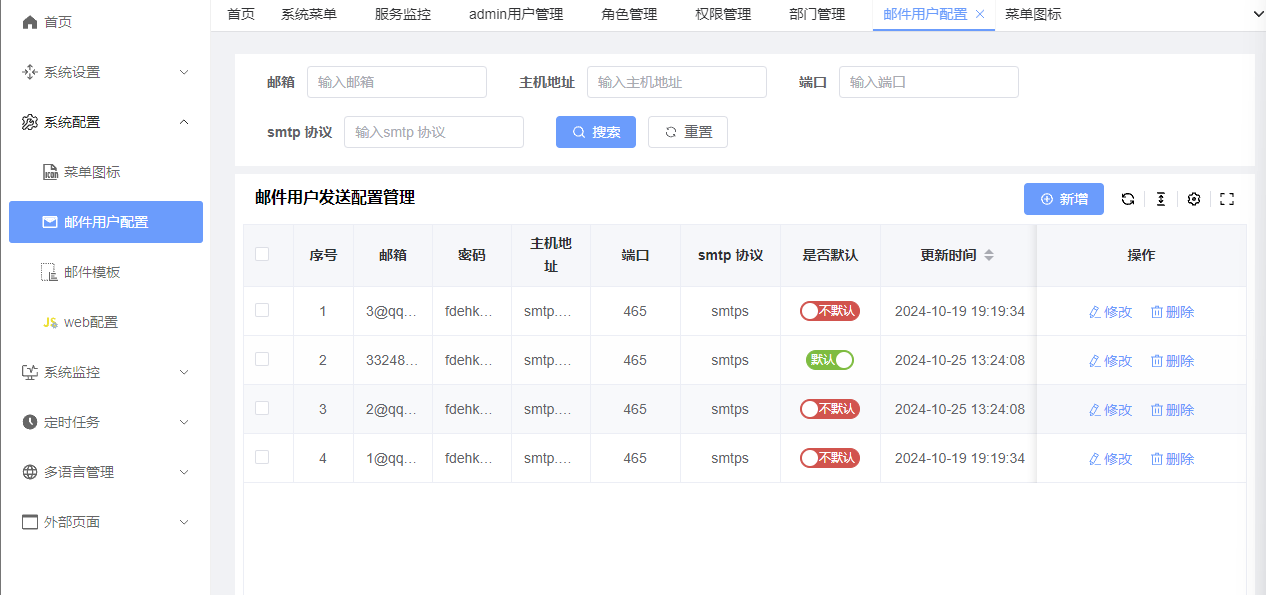 首页
系统设置
系统配置
ICON 菜单图标
邮件用户配置
邮件模板
JS web配置
系统监控
定时任务
多语言管理
外部页面
首页 系统菜单 服务监控 admin用户管理 角色管理 权限管理 部门管理 邮件用户配置 菜单图标
邮箱 输入邮箱 主机地址 输入主机地址 端口 输入端口
smtp 协议 输入smtp 协议 搜索 重置
邮件用户发送配置管理 新增
序号 邮箱 密码 主机地址 端口 smtp 协议 是否默认 更新时间 操作
1 3@qq... fdehk... smtp.... 465 smtps 不默认 2024-10-19 19:19:34 修改 删除
2 33248... fdehk... smtp.... 465 smtps 默认 2024-10-25 13:24:08 修改 删除
3 2@qq... fdehk... smtp.... 465 smtps 不默认 2024-10-25 13:24:08 修改 删除
4 1@qq... fdehk... smtp.... 465 smtps 不默认 2024-10-19 19:19:34 修改 删除